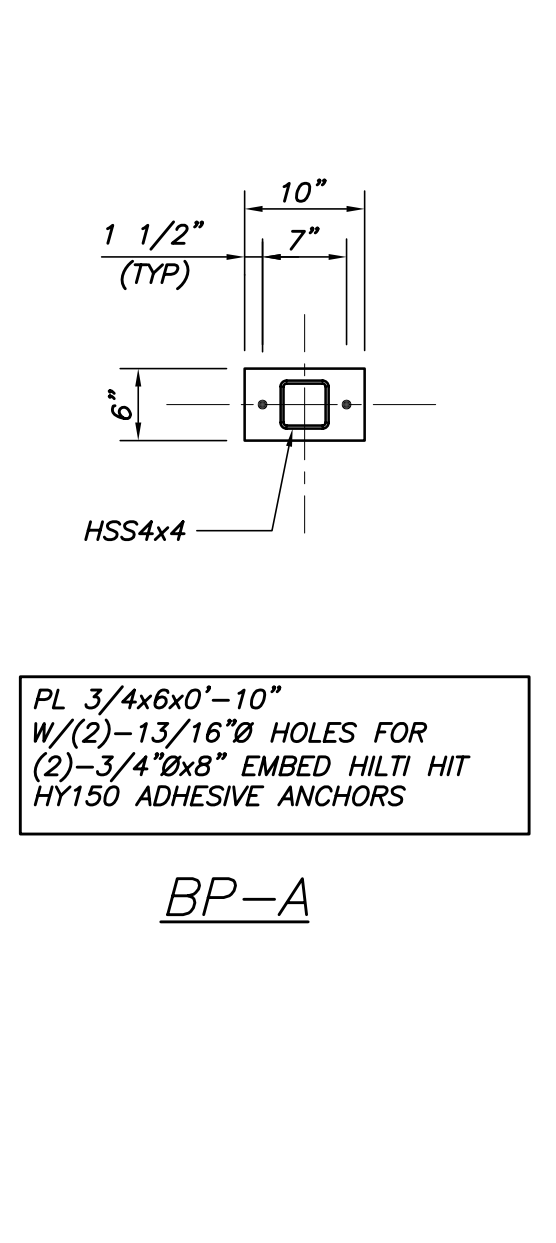 10"
1 1/2"
7"
(TYP)
6"
HSS4x4
PL 3/4x6x0'-10"
W/(2)-13/16"Ø HOLES FOR
(2)-3/4"Øx8" EMBED HILTI HIT
HY150 ADHESIVE ANCHORS
BP-A